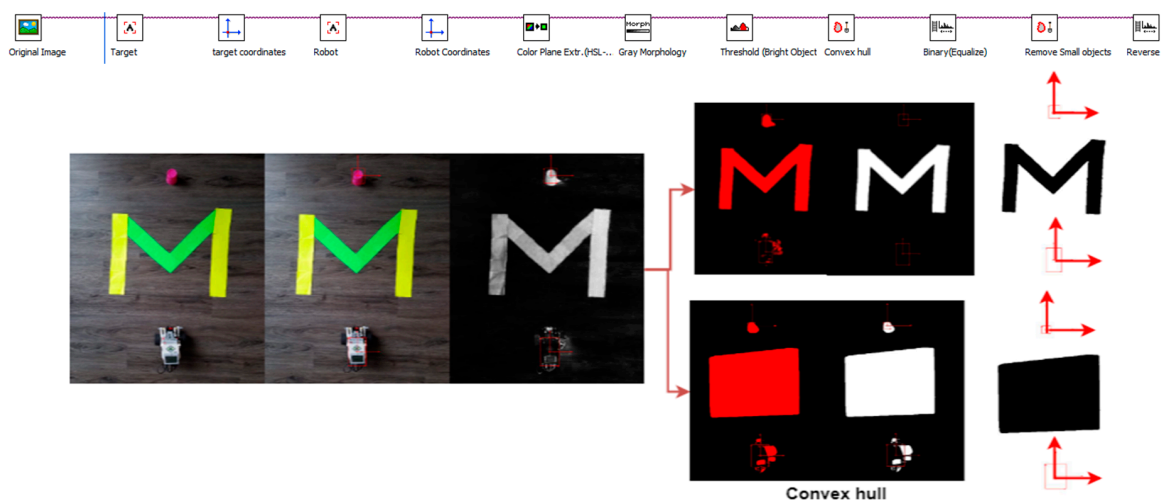 Original Image
Target
target coordinates
Robot
Robot Coordinates
Color Plane Extr.(HSL-..
Gray Morphology
Threshold (Bright Object
Convex hull
Binary(Equalize)
Remove Small objects
Reverse
Morph
Convex hull